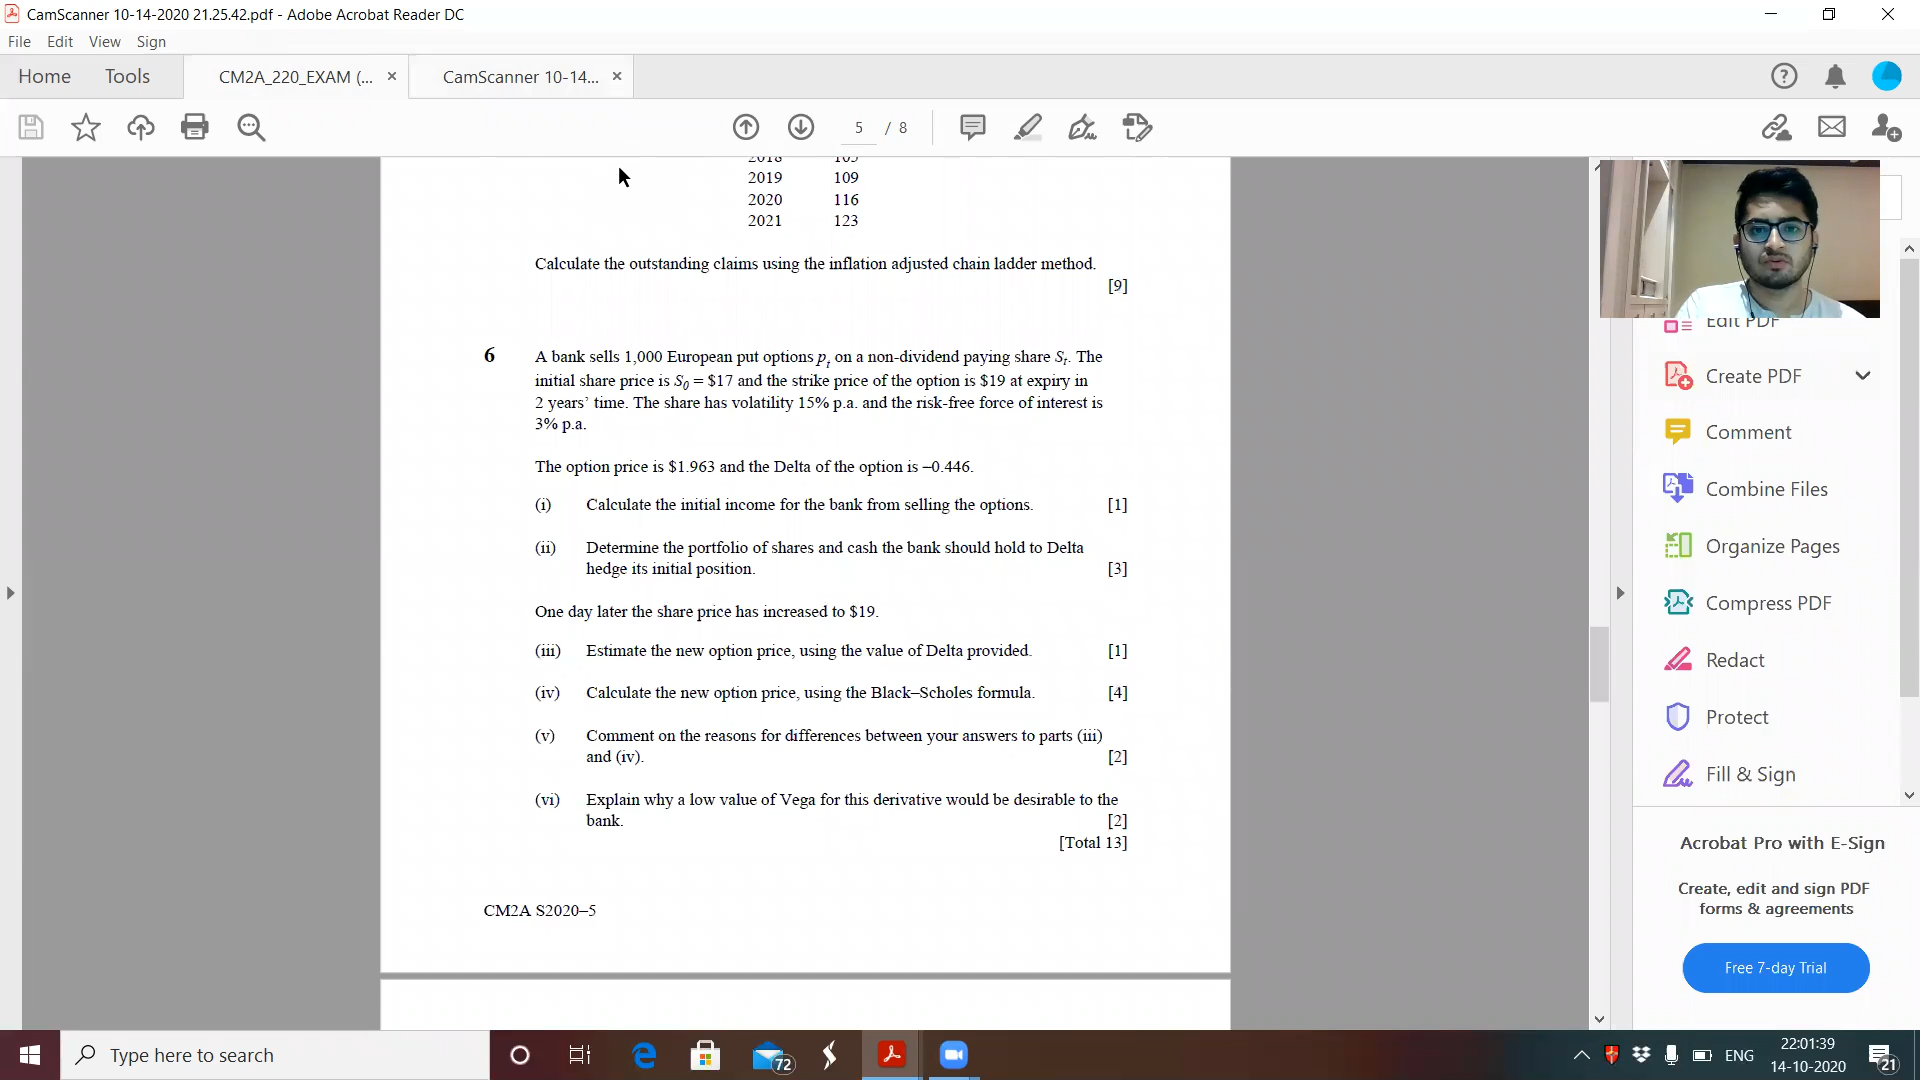 CamScanner 10-14-2020 21.25.42.pdf - Adobe Acrobat Reader DC
File Edit View Sign
Home Tools CM2A_220_EXAM (... × CamScanner 10-14... ×
5 / 8
2018 105
2019 109
2020 116
2021 123
Calculate the outstanding claims using the inflation adjusted chain ladder method.
[9]
6 A bank sells 1,000 European put options pt on a non-dividend paying share St. The
initial share price is S0 = $17 and the strike price of the option is $19 at expiry in
2 years’ time. The share has volatility 15% p.a. and the risk-free force of interest is
3% p.a.
The option price is $1.963 and the Delta of the option is –0.446.
(i) Calculate the initial income for the bank from selling the options. [1]
(ii) Determine the portfolio of shares and cash the bank should hold to Delta
hedge its initial position. [3]
One day later the share price has increased to $19.
(iii) Estimate the new option price, using the value of Delta provided. [1]
(iv) Calculate the new option price, using the Black–Scholes formula. [4]
(v) Comment on the reasons for differences between your answers to parts (iii)
and (iv). [2]
(vi) Explain why a low value of Vega for this derivative would be desirable to the
bank. [2]
[Total 13]
CM2A S2020–5
Edit PDF
Create PDF
Comment
Combine Files
Organize Pages
Compress PDF
Redact
Protect
Fill & Sign
Acrobat Pro with E-Sign
Create, edit and sign PDF
forms & agreements
Free 7-day Trial
Type here to search
72
ENG
22:01:39
14-10-2020
21